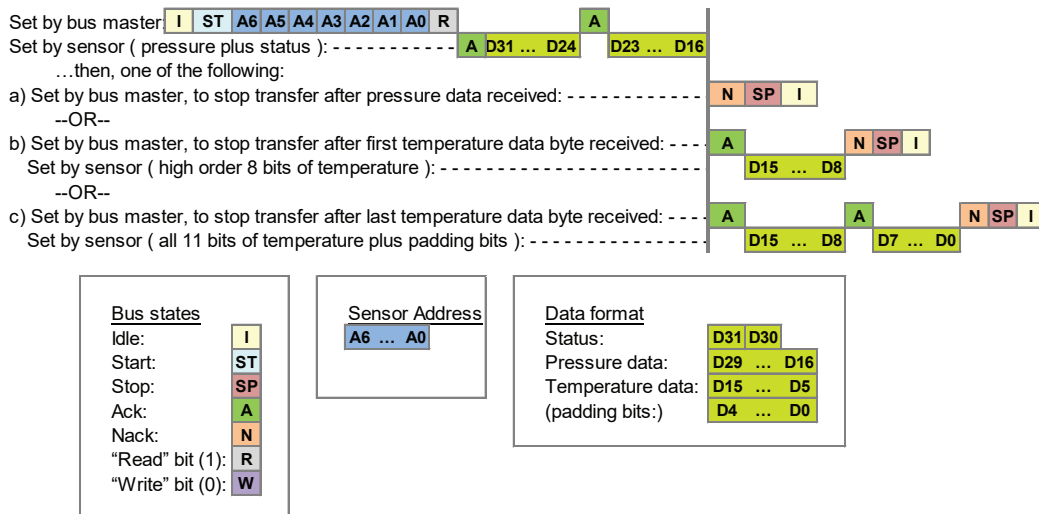 Set by bus master: I ST A6 A5 A4 A3 A2 A1 A0 R A
Set by sensor ( pressure plus status ): - - - - - - - - - - - A D31 ... D24 D23 ... D16
…then, one of the following:
a) Set by bus master, to stop transfer after pressure data received: - - - - - - - - - - - - N SP I
--OR--
b) Set by bus master, to stop transfer after first temperature data byte received: - - - - A N SP I
Set by sensor ( high order 8 bits of temperature ): - - - - - - - - - - - - - - - - - - - - - - - D15 ... D8
--OR--
c) Set by bus master, to stop transfer after last temperature data byte received: - - - - A A N SP I
Set by sensor ( all 11 bits of temperature plus padding bits ): - - - - - - - - - - - - - - - D15 ... D8 D7 ... D0
Bus states
Idle: I
Start: ST
Stop: SP
Ack: A
Nack: N
“Read” bit (1): R
“Write” bit (0): W
Sensor Address
A6 ... A0
Data format
Status: D31 D30
Pressure data: D29 ... D16
Temperature data: D15 ... D5
(padding bits:) D4 ... D0